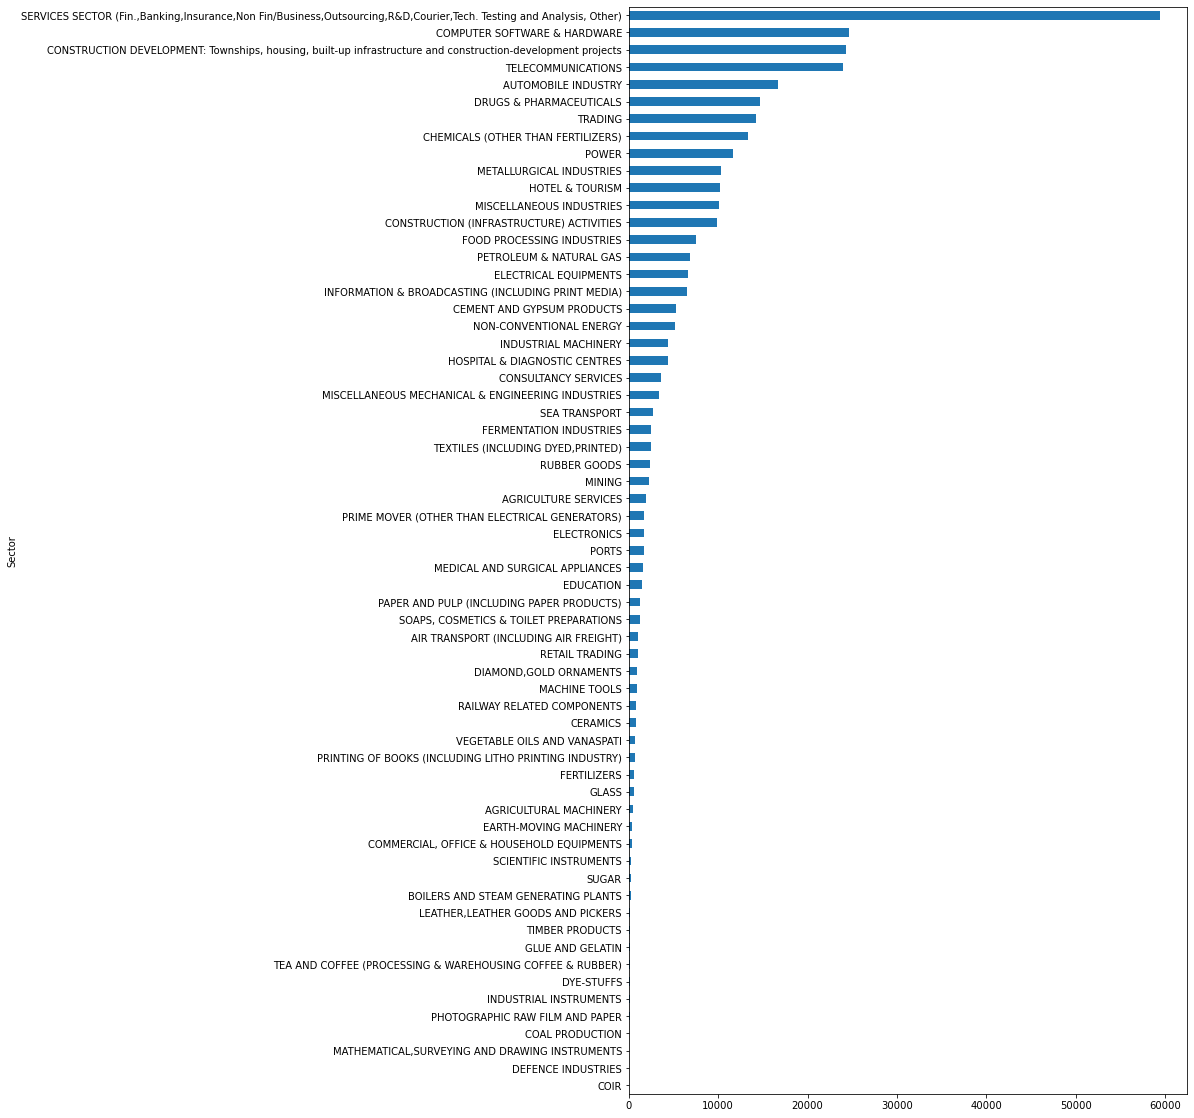 SERVICES SECTOR (Fin.,Banking,Insurance,Non Fin/Business,Outsourcing,R&D,Courier,Tech. Testing and Analysis, Other)
COMPUTER SOFTWARE & HARDWARE
CONSTRUCTION DEVELOPMENT: Townships, housing, built-up infrastructure and construction-development projects
TELECOMMUNICATIONS
AUTOMOBILE INDUSTRY
DRUGS & PHARMACEUTICALS
TRADING
CHEMICALS (OTHER THAN FERTILIZERS)
POWER
METALLURGICAL INDUSTRIES
HOTEL & TOURISM
MISCELLANEOUS INDUSTRIES
CONSTRUCTION (INFRASTRUCTURE) ACTIVITIES
FOOD PROCESSING INDUSTRIES
PETROLEUM & NATURAL GAS
ELECTRICAL EQUIPMENTS
INFORMATION & BROADCASTING (INCLUDING PRINT MEDIA)
CEMENT AND GYPSUM PRODUCTS
NON-CONVENTIONAL ENERGY
INDUSTRIAL MACHINERY
HOSPITAL & DIAGNOSTIC CENTRES
CONSULTANCY SERVICES
MISCELLANEOUS MECHANICAL & ENGINEERING INDUSTRIES
SEA TRANSPORT
FERMENTATION INDUSTRIES
TEXTILES (INCLUDING DYED,PRINTED)
RUBBER GOODS
MINING
AGRICULTURE SERVICES
PRIME MOVER (OTHER THAN ELECTRICAL GENERATORS)
ELECTRONICS
PORTS
MEDICAL AND SURGICAL APPLIANCES
EDUCATION
PAPER AND PULP (INCLUDING PAPER PRODUCTS)
SOAPS, COSMETICS & TOILET PREPARATIONS
AIR TRANSPORT (INCLUDING AIR FREIGHT)
RETAIL TRADING
DIAMOND,GOLD ORNAMENTS
MACHINE TOOLS
RAILWAY RELATED COMPONENTS
CERAMICS
VEGETABLE OILS AND VANASPATI
PRINTING OF BOOKS (INCLUDING LITHO PRINTING INDUSTRY)
FERTILIZERS
GLASS
AGRICULTURAL MACHINERY
EARTH-MOVING MACHINERY
COMMERCIAL, OFFICE & HOUSEHOLD EQUIPMENTS
SCIENTIFIC INSTRUMENTS
SUGAR
BOILERS AND STEAM GENERATING PLANTS
LEATHER,LEATHER GOODS AND PICKERS
TIMBER PRODUCTS
GLUE AND GELATIN
TEA AND COFFEE (PROCESSING & WAREHOUSING COFFEE & RUBBER)
DYE-STUFFS
INDUSTRIAL INSTRUMENTS
PHOTOGRAPHIC RAW FILM AND PAPER
COAL PRODUCTION
MATHEMATICAL,SURVEYING AND DRAWING INSTRUMENTS
DEFENCE INDUSTRIES
COIR
Sector
0 10000 20000 30000 40000 50000 60000